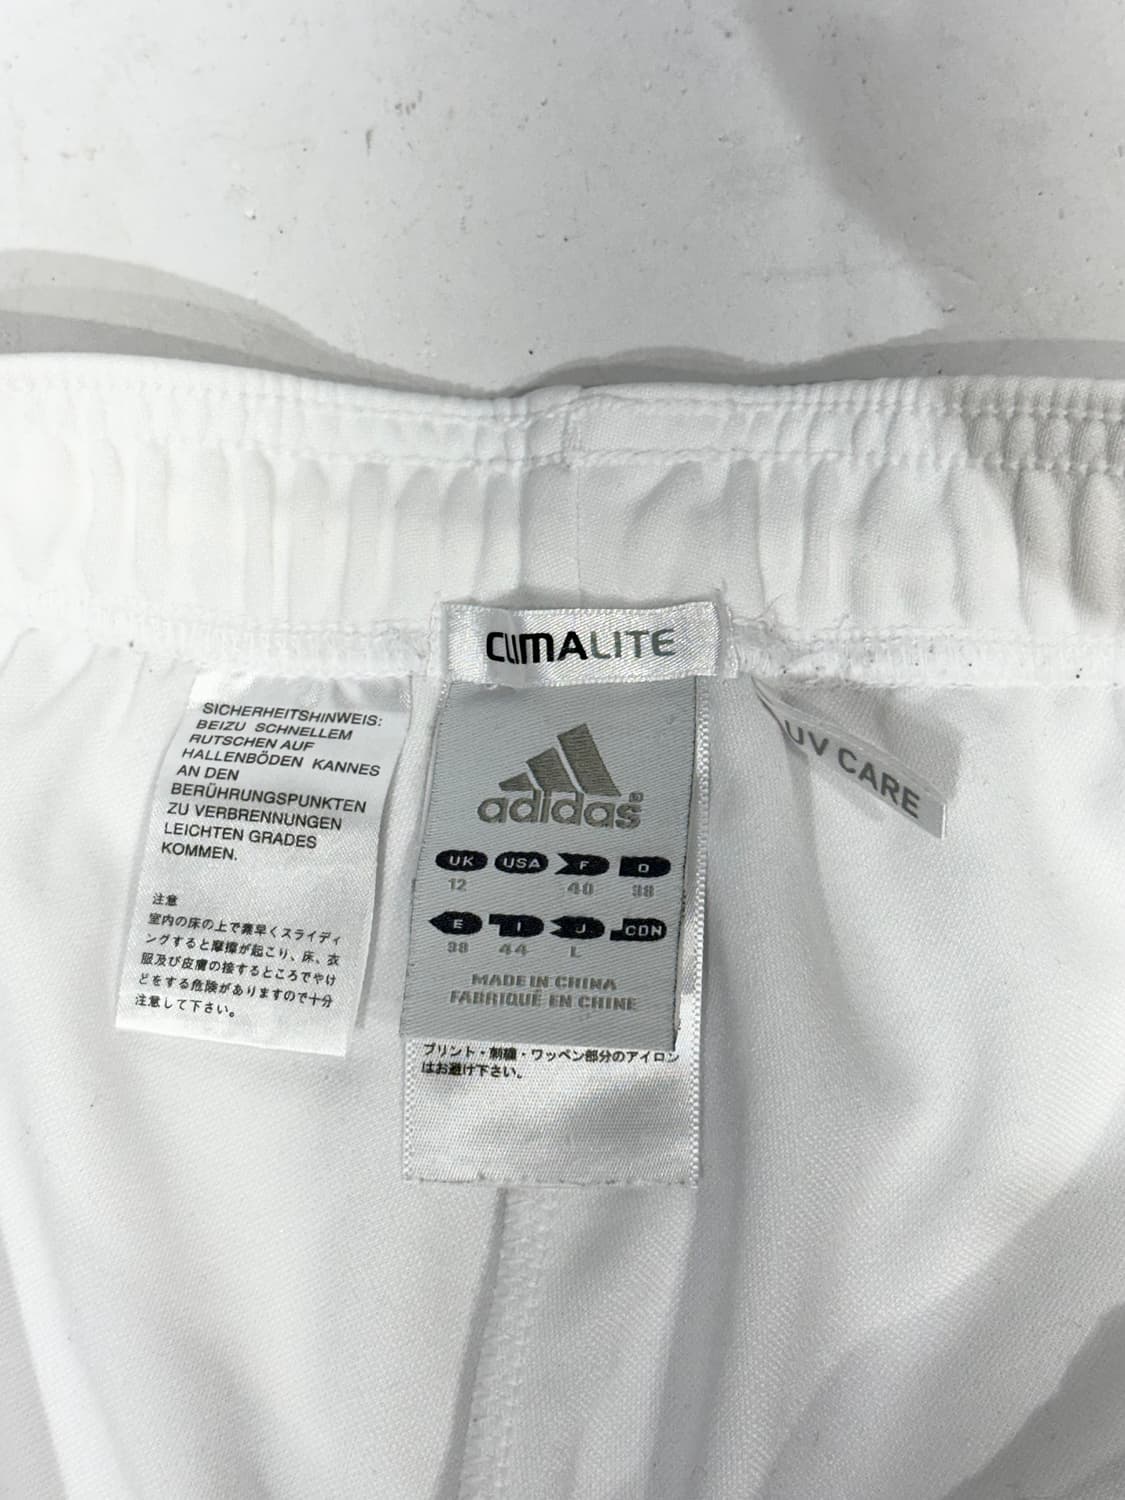 CLIMALITE
SICHERHEITSHINWEIS:
BEIZU SCHNELLEM
RUTSCHEN AUF
HALLENBÖDEN KANNES
AN DEN
BERÜHRUNGSPUNKTEN
ZU VERBRENNUNGEN
LEICHTEN GRADES
KOMMEN.
注意
室内の床の上で素早くスライディ
ングすると摩擦が起こり、床、衣
服及び皮膚の接するところでやけ
どをする危険がありますので十分
注意して下さい。
adidas®
UK USA F D
12 40 38
E I J CDN
38 44 L
MADE IN CHINA
FABRIQUÉ EN CHINE
プリント・刺繍・ワッペン部分のアイロン
はお避け下さい。
UV CARE